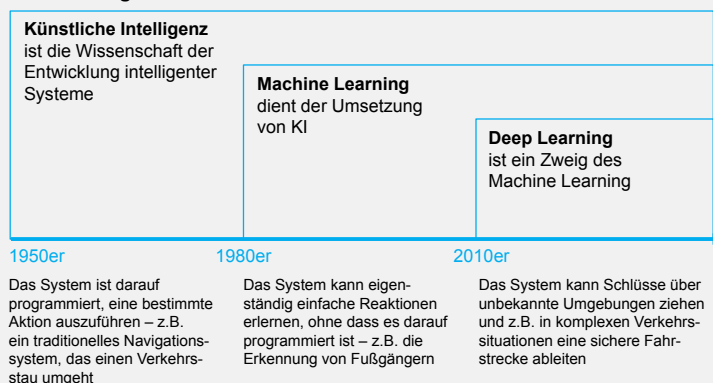 Künstliche Intelligenz
ist die Wissenschaft der
Entwicklung intelligenter
Systeme
Machine Learning
dient der Umsetzung
von KI
Deep Learning
ist ein Zweig des
Machine Learning
1950er
1980er
2010er
Das System ist darauf
programmiert, eine bestimmte
Aktion auszuführen – z.B.
ein traditionelles Navigations-
system, das einen Verkehrs-
stau umgeht
Das System kann eigen-
ständig einfache Reaktionen
erlernen, ohne dass es darauf
programmiert ist – z.B. die
Erkennung von Fußgängern
Das System kann Schlüsse über
unbekannte Umgebungen ziehen
und z.B. in komplexen Verkehrs-
situationen eine sichere Fahr-
strecke ableiten